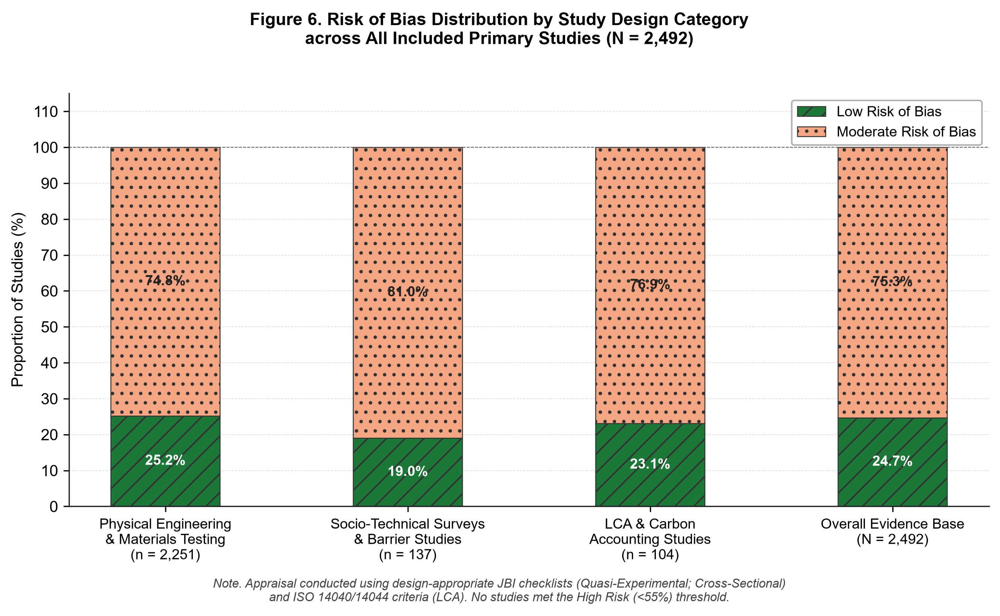 Figure 6. Risk of Bias Distribution by Study Design Category
across All Included Primary Studies (N = 2,492)
Low Risk of Bias
Moderate Risk of Bias
Proportion of Studies (%)
110
100
90
80
70
60
50
40
30
20
10
0
74.8%
81.0%
76.9%
75.3%
25.2%
19.0%
23.1%
24.7%
Physical Engineering
& Materials Testing
(n = 2,251)
Socio-Technical Surveys
& Barrier Studies
(n = 137)
LCA & Carbon
Accounting Studies
(n = 104)
Overall Evidence Base
(N = 2,492)
Note. Appraisal conducted using design-appropriate JBI checklists (Quasi-Experimental; Cross-Sectional)
and ISO 14040/14044 criteria (LCA). No studies met the High Risk (<55%) threshold.